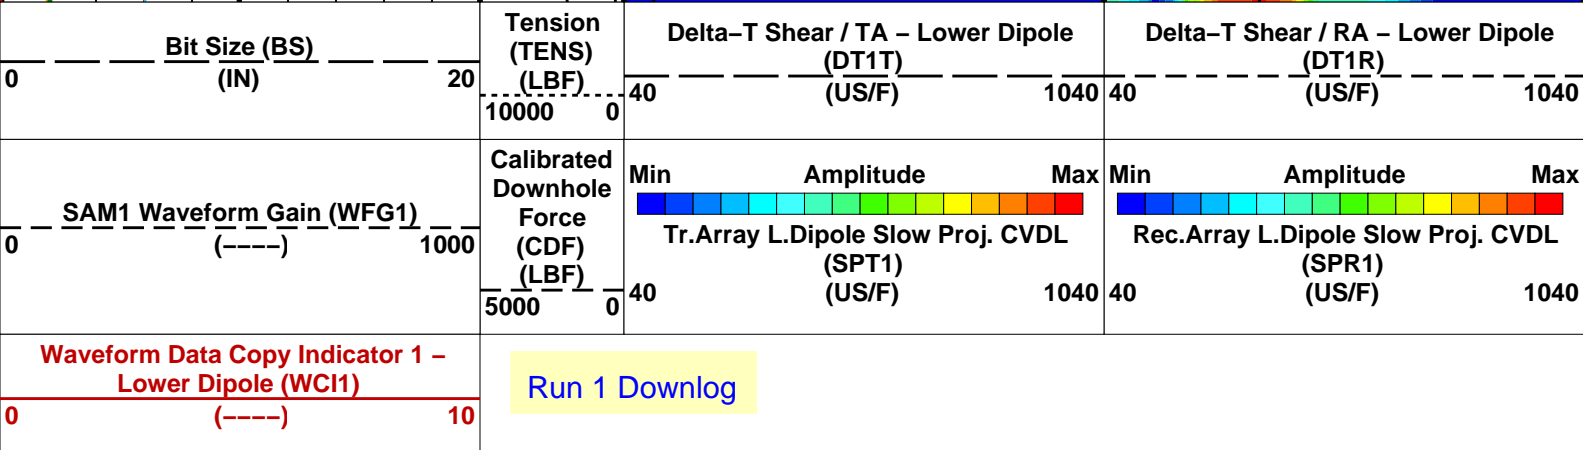 Bit Size (BS)
(IN)
0 20
Tension
(TENS)
(LBF)
10000 0
Delta−T Shear / TA − Lower Dipole
(DT1T)
(US/F)
40 1040
Delta−T Shear / RA − Lower Dipole
(DT1R)
(US/F)
40 1040
SAM1 Waveform Gain (WFG1)
(−−−−)
0 1000
Calibrated
Downhole
Force
(CDF)
(LBF)
5000 0
Min Amplitude Max
Tr.Array L.Dipole Slow Proj. CVDL
(SPT1)
(US/F)
40 1040
Min Amplitude Max
Rec.Array L.Dipole Slow Proj. CVDL
(SPR1)
(US/F)
40 1040
Waveform Data Copy Indicator 1 −
Lower Dipole (WCI1)
(−−−−)
0 10
Run 1 Downlog